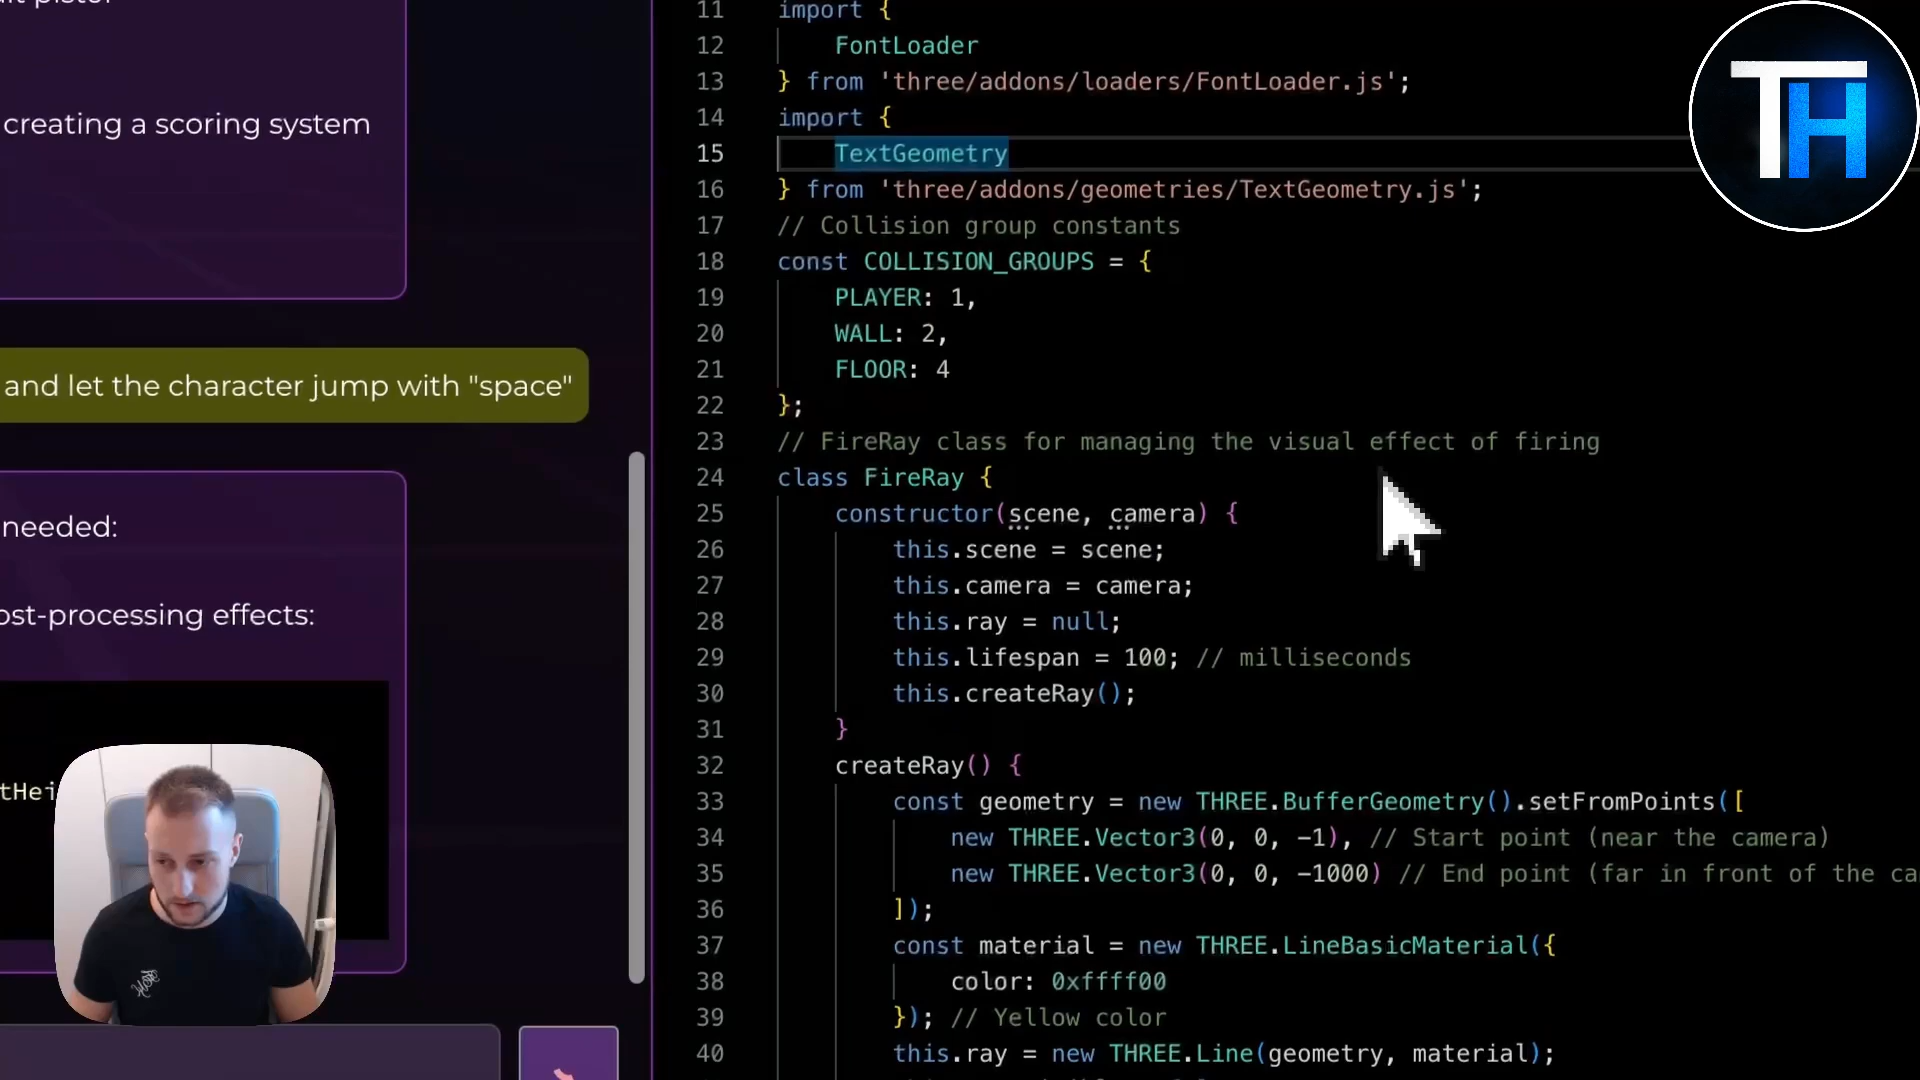 creating a scoring system
and let the character jump with "space"
needed:
ost-processing effects:
tHei
11 import {
12 FontLoader
13 } from 'three/addons/loaders/FontLoader.js';
14 import {
15 TextGeometry
16 } from 'three/addons/geometries/TextGeometry.js';
17 // Collision group constants
18 const COLLISION_GROUPS = {
19 PLAYER: 1,
20 WALL: 2,
21 FLOOR: 4
22 };
23 // FireRay class for managing the visual effect of firing
24 class FireRay {
25 constructor(scene, camera) {
26 this.scene = scene;
27 this.camera = camera;
28 this.ray = null;
29 this.lifespan = 100; // milliseconds
30 this.createRay();
31 }
32 createRay() {
33 const geometry = new THREE.BufferGeometry().setFromPoints([
34 new THREE.Vector3(0, 0, -1), // Start point (near the camera)
35 new THREE.Vector3(0, 0, -1000) // End point (far in front of the ca
36 ]);
37 const material = new THREE.LineBasicMaterial({
38 color: 0xffff00
39 }); // Yellow color
40 this.ray = new THREE.Line(geometry, material);
TH